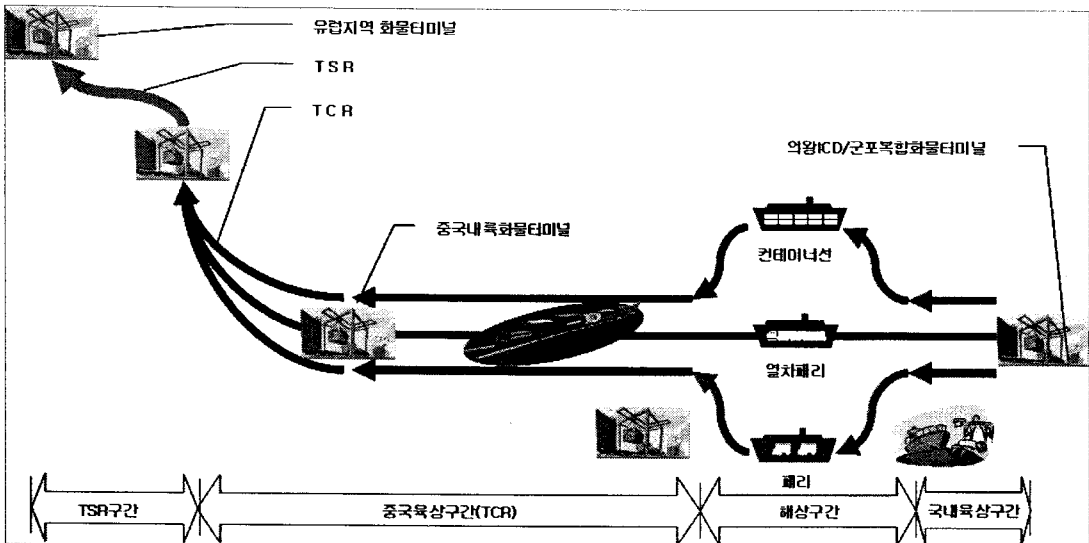 유럽지역 화물터미널
TSR
TCR
의왕ICD/군포복합화물터미널
중국내륙화물터미널
컨테이너선
열차페리
페리
TSR구간
중국육상구간(TCR)
해상구간
국내육상구간